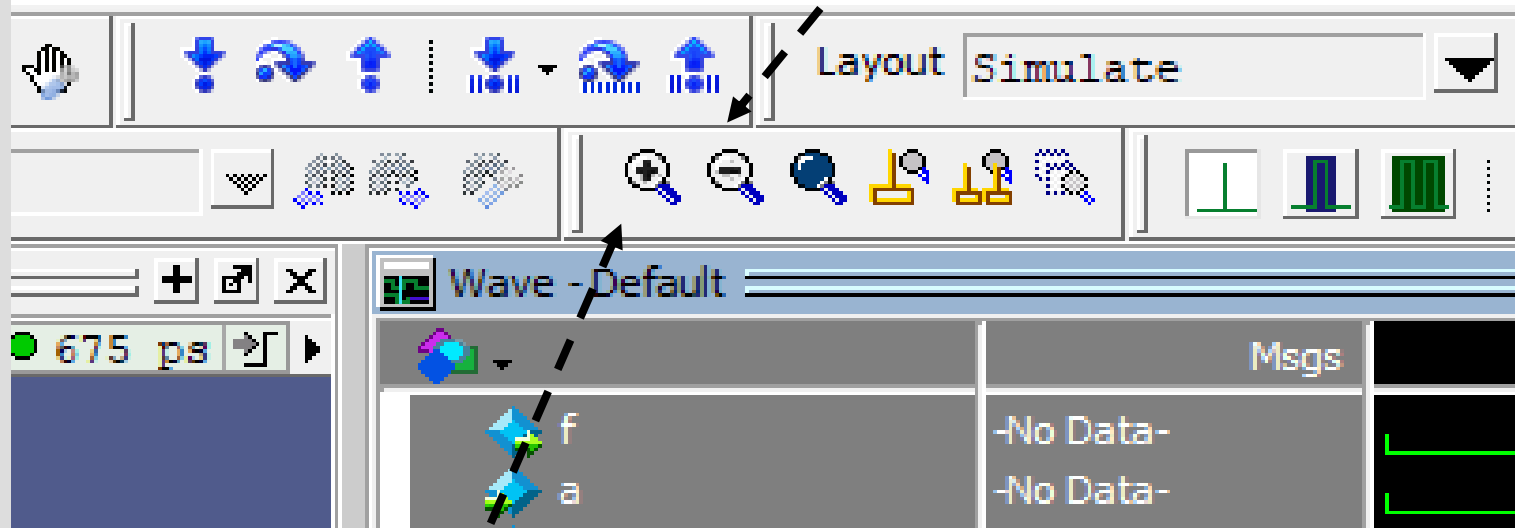 Layout Simulate
Wave - Default
675 ps
Msgs
f -No Data-
a -No Data-